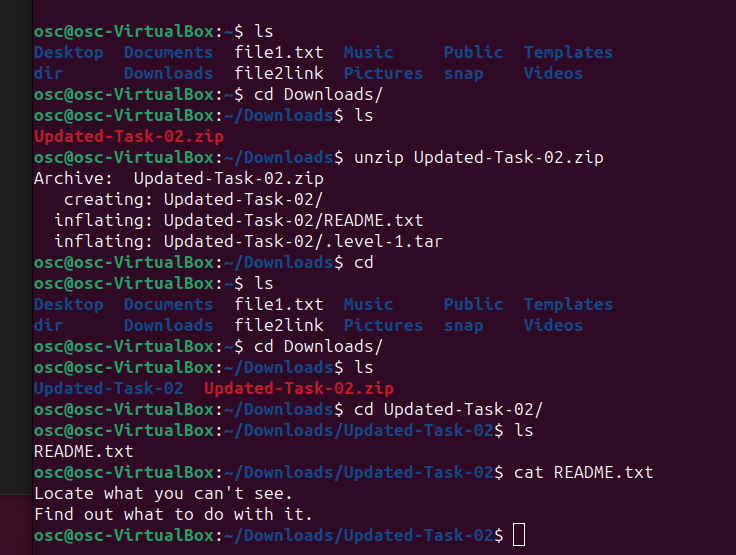 osc@osc-VirtualBox:~$ ls
Desktop  Documents  file1.txt  Music     Public  Templates
dir      Downloads  file2link  Pictures  snap    Videos
osc@osc-VirtualBox:~$ cd Downloads/
osc@osc-VirtualBox:~/Downloads$ ls
Updated-Task-02.zip
osc@osc-VirtualBox:~/Downloads$ unzip Updated-Task-02.zip
Archive:  Updated-Task-02.zip
   creating: Updated-Task-02/
  inflating: Updated-Task-02/README.txt
  inflating: Updated-Task-02/.level-1.tar
osc@osc-VirtualBox:~/Downloads$ cd
osc@osc-VirtualBox:~$ ls
Desktop  Documents  file1.txt  Music     Public  Templates
dir      Downloads  file2link  Pictures  snap    Videos
osc@osc-VirtualBox:~$ cd Downloads/
osc@osc-VirtualBox:~/Downloads$ ls
Updated-Task-02  Updated-Task-02.zip
osc@osc-VirtualBox:~/Downloads$ cd Updated-Task-02/
osc@osc-VirtualBox:~/Downloads/Updated-Task-02$ ls
README.txt
osc@osc-VirtualBox:~/Downloads/Updated-Task-02$ cat README.txt
Locate what you can't see.
Find out what to do with it.
osc@osc-VirtualBox:~/Downloads/Updated-Task-02$